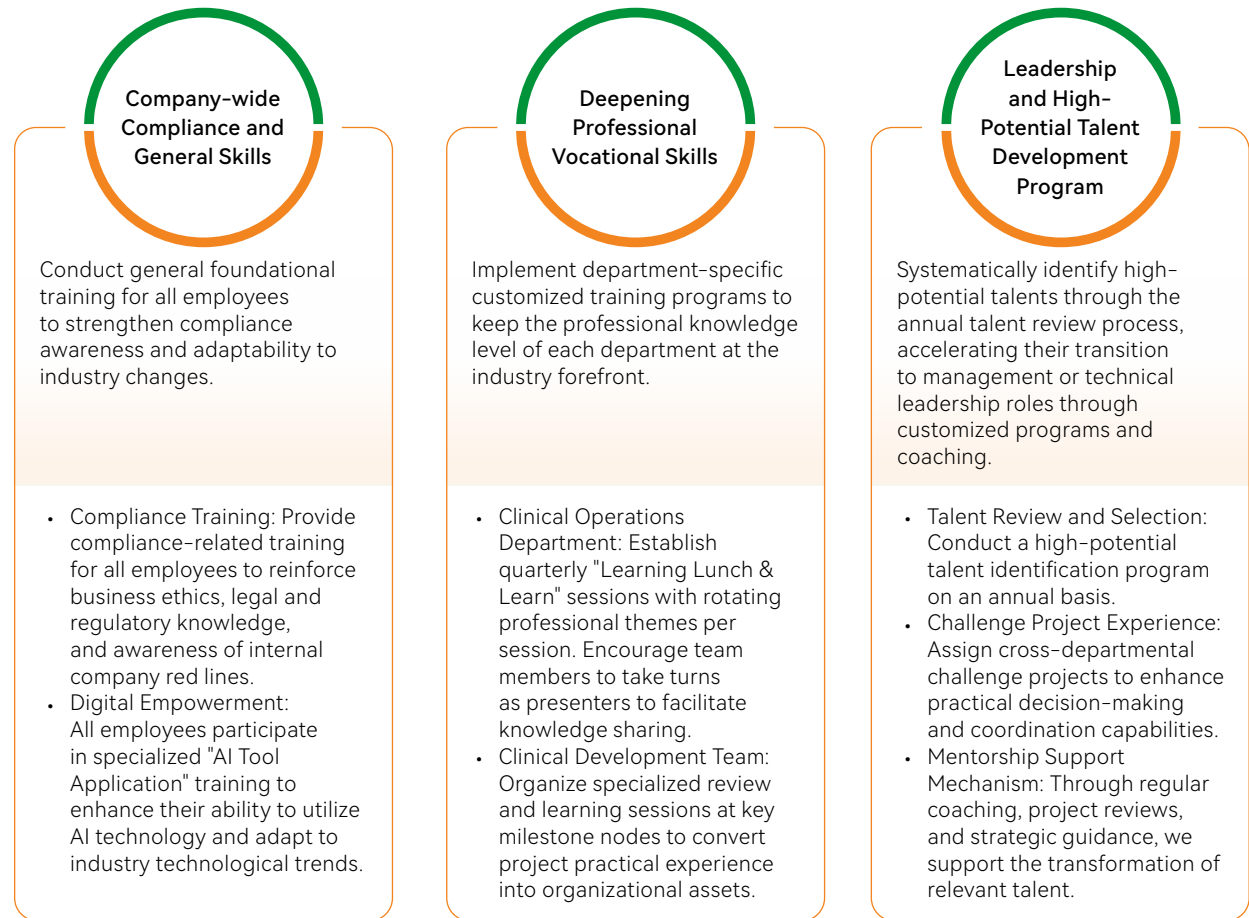 Company-wide
Compliance and
General Skills
Conduct general foundational
training for all employees
to strengthen compliance
awareness and adaptability to
industry changes.
• Compliance Training: Provide
compliance-related training
for all employees to reinforce
business ethics, legal and
regulatory knowledge,
and awareness of internal
company red lines.
• Digital Empowerment:
All employees participate
in specialized "AI Tool
Application" training to
enhance their ability to utilize
AI technology and adapt to
industry technological trends.
Deepening
Professional
Vocational Skills
Implement department-specific
customized training programs to
keep the professional knowledge
level of each department at the
industry forefront.
• Clinical Operations
Department: Establish
quarterly "Learning Lunch &
Learn" sessions with rotating
professional themes per
session. Encourage team
members to take turns
as presenters to facilitate
knowledge sharing.
• Clinical Development Team:
Organize specialized review
and learning sessions at key
milestone nodes to convert
project practical experience
into organizational assets.
Leadership
and High-
Potential Talent
Development
Program
Systematically identify high-
potential talents through the
annual talent review process,
accelerating their transition
to management or technical
leadership roles through
customized programs and
coaching.
• Talent Review and Selection:
Conduct a high-potential
talent identification program
on an annual basis.
• Challenge Project Experience:
Assign cross-departmental
challenge projects to enhance
practical decision-making
and coordination capabilities.
• Mentorship Support
Mechanism: Through regular
coaching, project reviews,
and strategic guidance, we
support the transformation of
relevant talent.